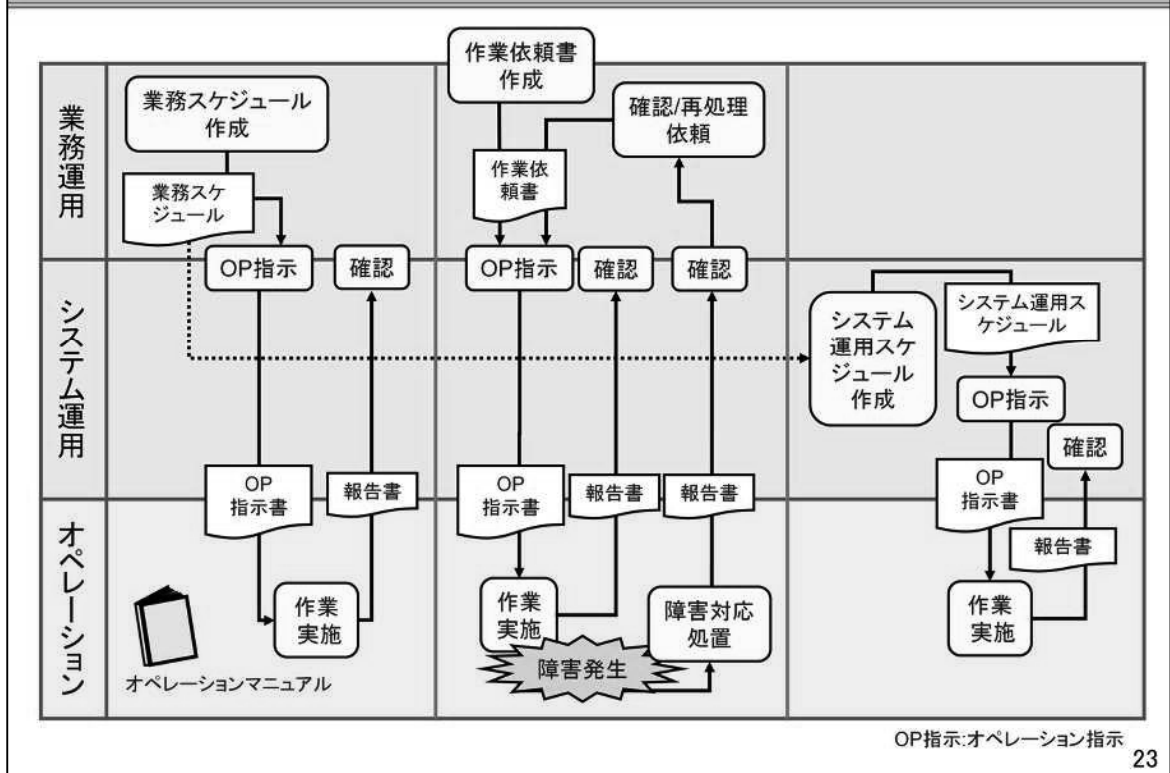 業務運用
業務スケジュール
作成
業務スケ
ジュール
作業依頼書
作成
作業依
頼書
確認/再処理
依頼
システム運用
OP指示
確認
OP指示
確認
確認
システム
運用スケ
ジュール
作成
システム運用ス
ケジュール
OP指示
確認
オペレーション
OP
指示書
報告書
作業
実施
オペレーションマニュアル
OP
指示書
報告書
報告書
作業
実施
障害発生
障害対応
処置
OP
指示書
報告書
作業
実施
OP指示:オペレーション指示
23